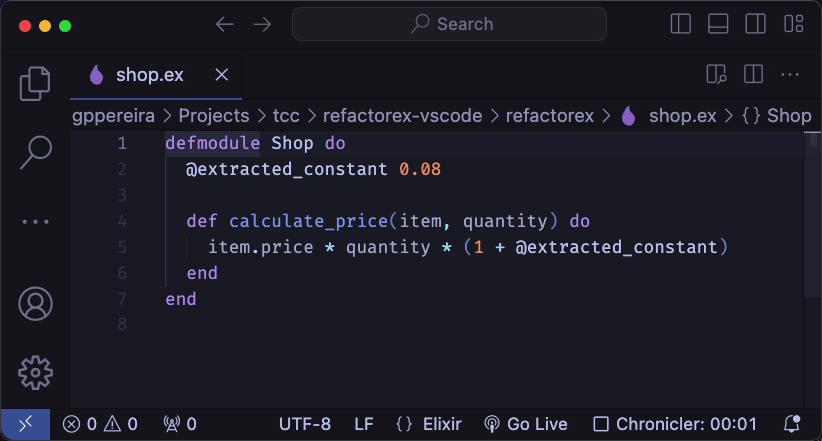 Search
shop.ex
gppereira > Projects > tcc > refactorex-vscode > refactorex > shop.ex > {} Shop
1 defmodule Shop do
2 @extracted_constant 0.08
3
4 def calculate_price(item, quantity) do
5 item.price * quantity * (1 + @extracted_constant)
6 end
7 end
8
0 0 0 UTF-8 LF {} Elixir Go Live Chronicler: 00:01